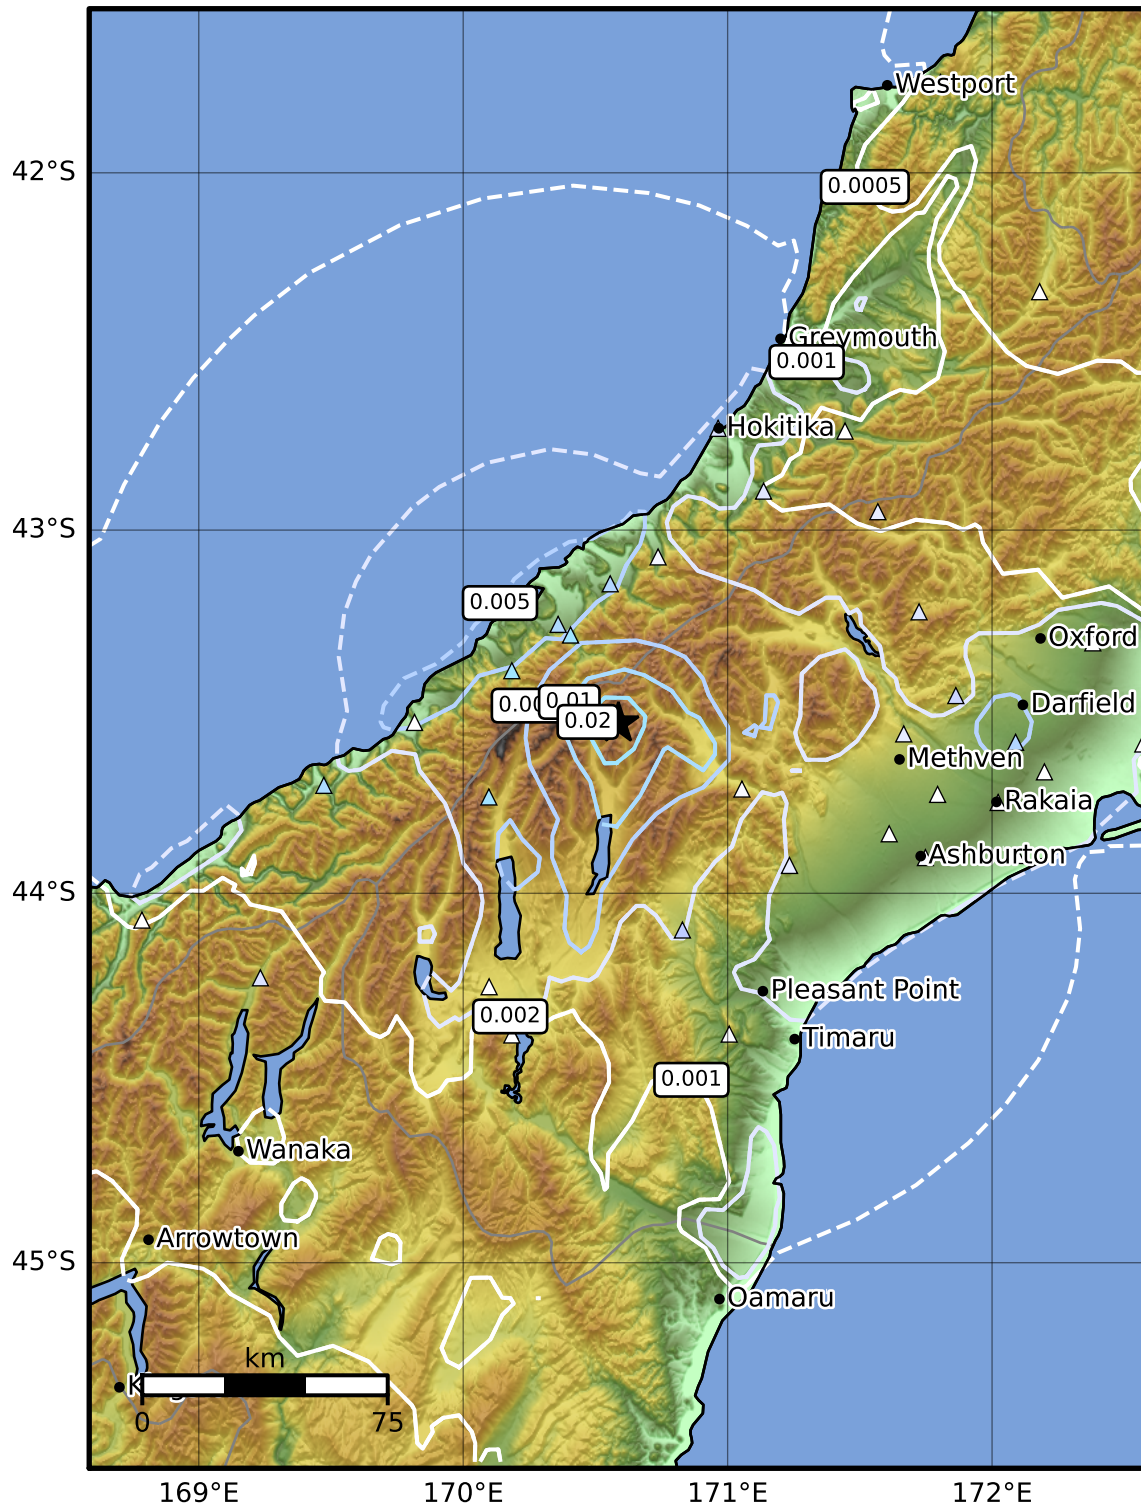 Westport
42°S
0.0005
Greymouth
0.001
Hokitika
43°S
0.005
Oxford
0.01
0.02
Darfield
Methven
Rakaia
Ashburton
44°S
Pleasant Point
0.002
Timaru
0.001
Wanaka
Arrowtown
45°S
Oamaru
km
0
75
169°E
170°E
171°E
172°E